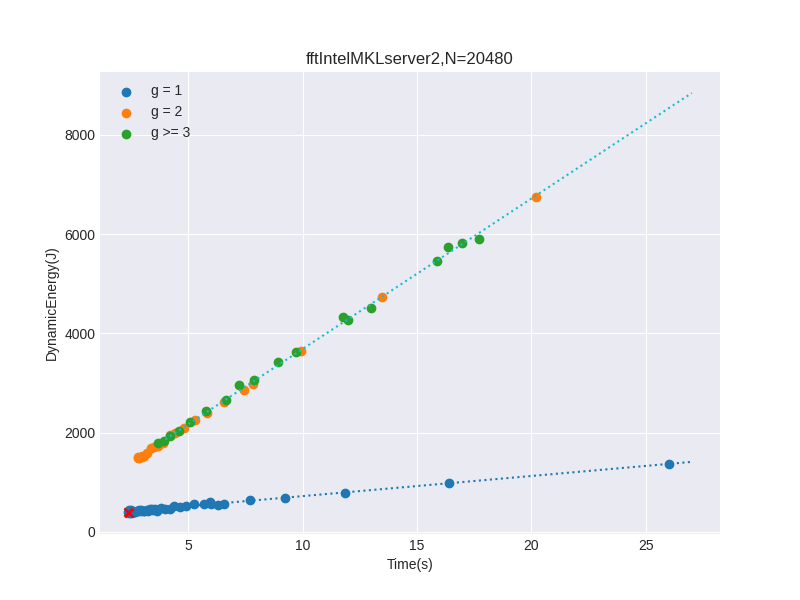 fftIntelMKLserver2,N=20480
g = 1
g = 2
g >= 3
8000
6000
4000
2000
0
DynamicEnergy(J)
5
10
15
20
25
Time(s)